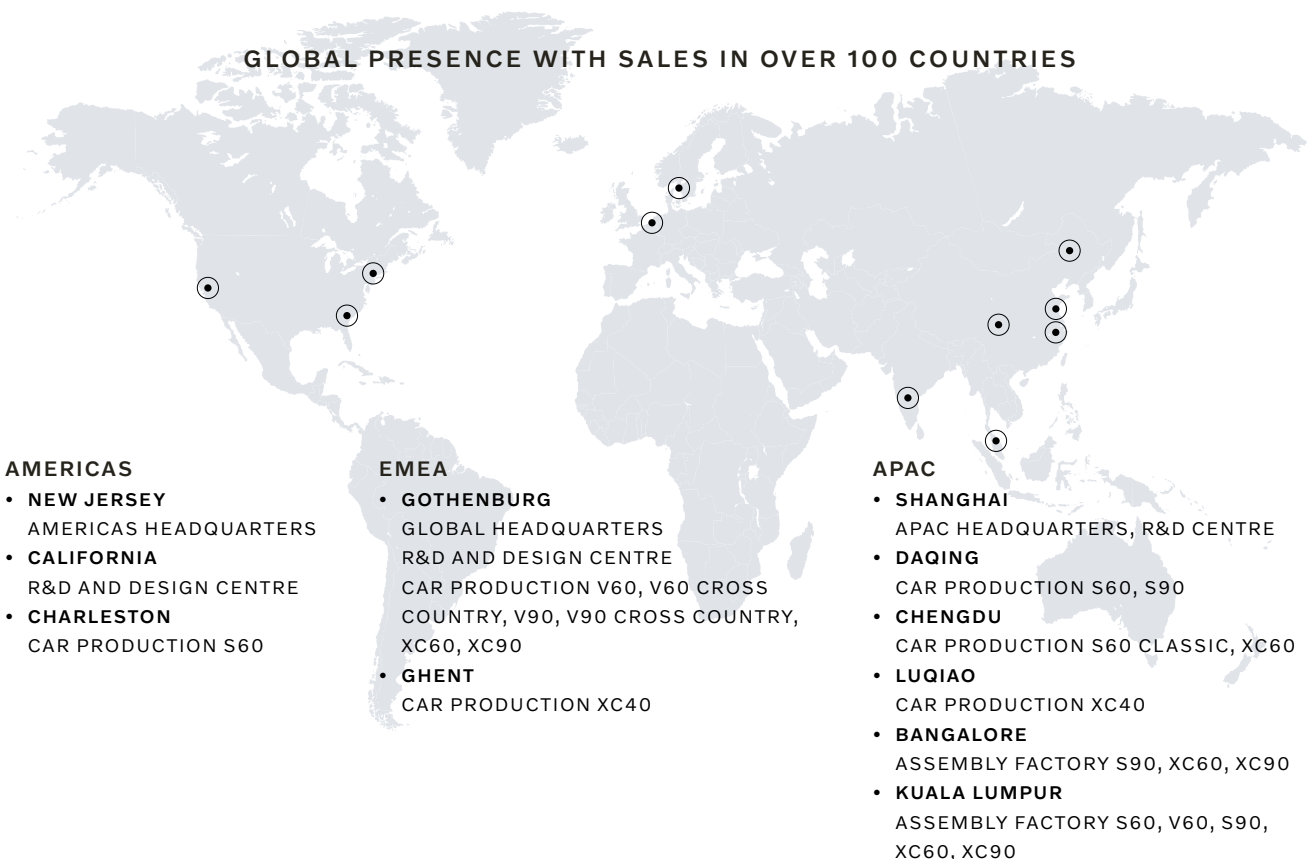 GLOBAL PRESENCE WITH SALES IN OVER 100 COUNTRIES
AMERICAS
• NEW JERSEY
AMERICAS HEADQUARTERS
• CALIFORNIA
R&D AND DESIGN CENTRE
• CHARLESTON
CAR PRODUCTION S60
EMEA
• GOTHENBURG
GLOBAL HEADQUARTERS
R&D AND DESIGN CENTRE
CAR PRODUCTION V60, V60 CROSS
COUNTRY, V90, V90 CROSS COUNTRY,
XC60, XC90
• GHENT
CAR PRODUCTION XC40
APAC
• SHANGHAI
APAC HEADQUARTERS, R&D CENTRE
• DAQING
CAR PRODUCTION S60, S90
• CHENGDU
CAR PRODUCTION S60 CLASSIC, XC60
• LUQIAO
CAR PRODUCTION XC40
• BANGALORE
ASSEMBLY FACTORY S90, XC60, XC90
• KUALA LUMPUR
ASSEMBLY FACTORY S60, V60, S90,
XC60, XC90